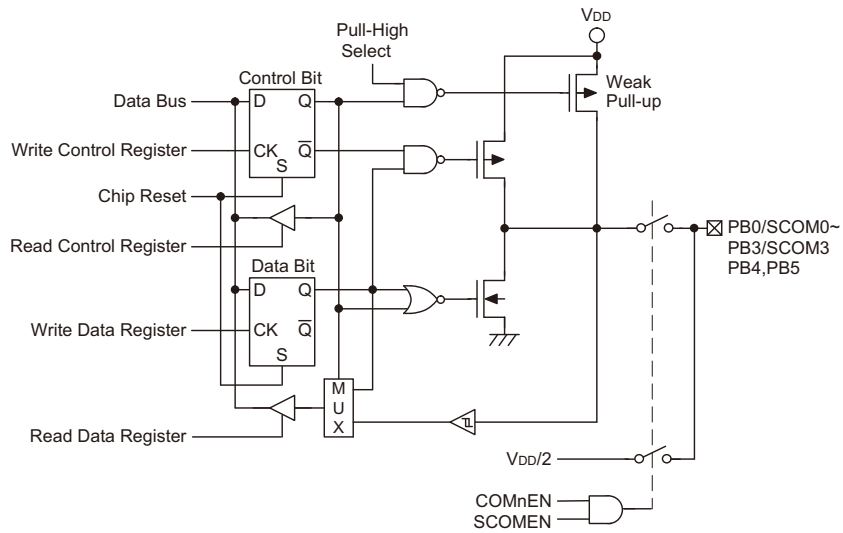 VDD
Pull-High
Select
Control Bit
Weak
Pull-up
Data Bus
D
Q
Write Control Register
CK
Q
S
Chip Reset
PB0/SCOM0~
PB3/SCOM3
PB4,PB5
Read Control Register
Data Bit
D
Q
Write Data Register
CK
Q
S
M
U
X
Read Data Register
VDD/2
COMnEN
SCOMEN